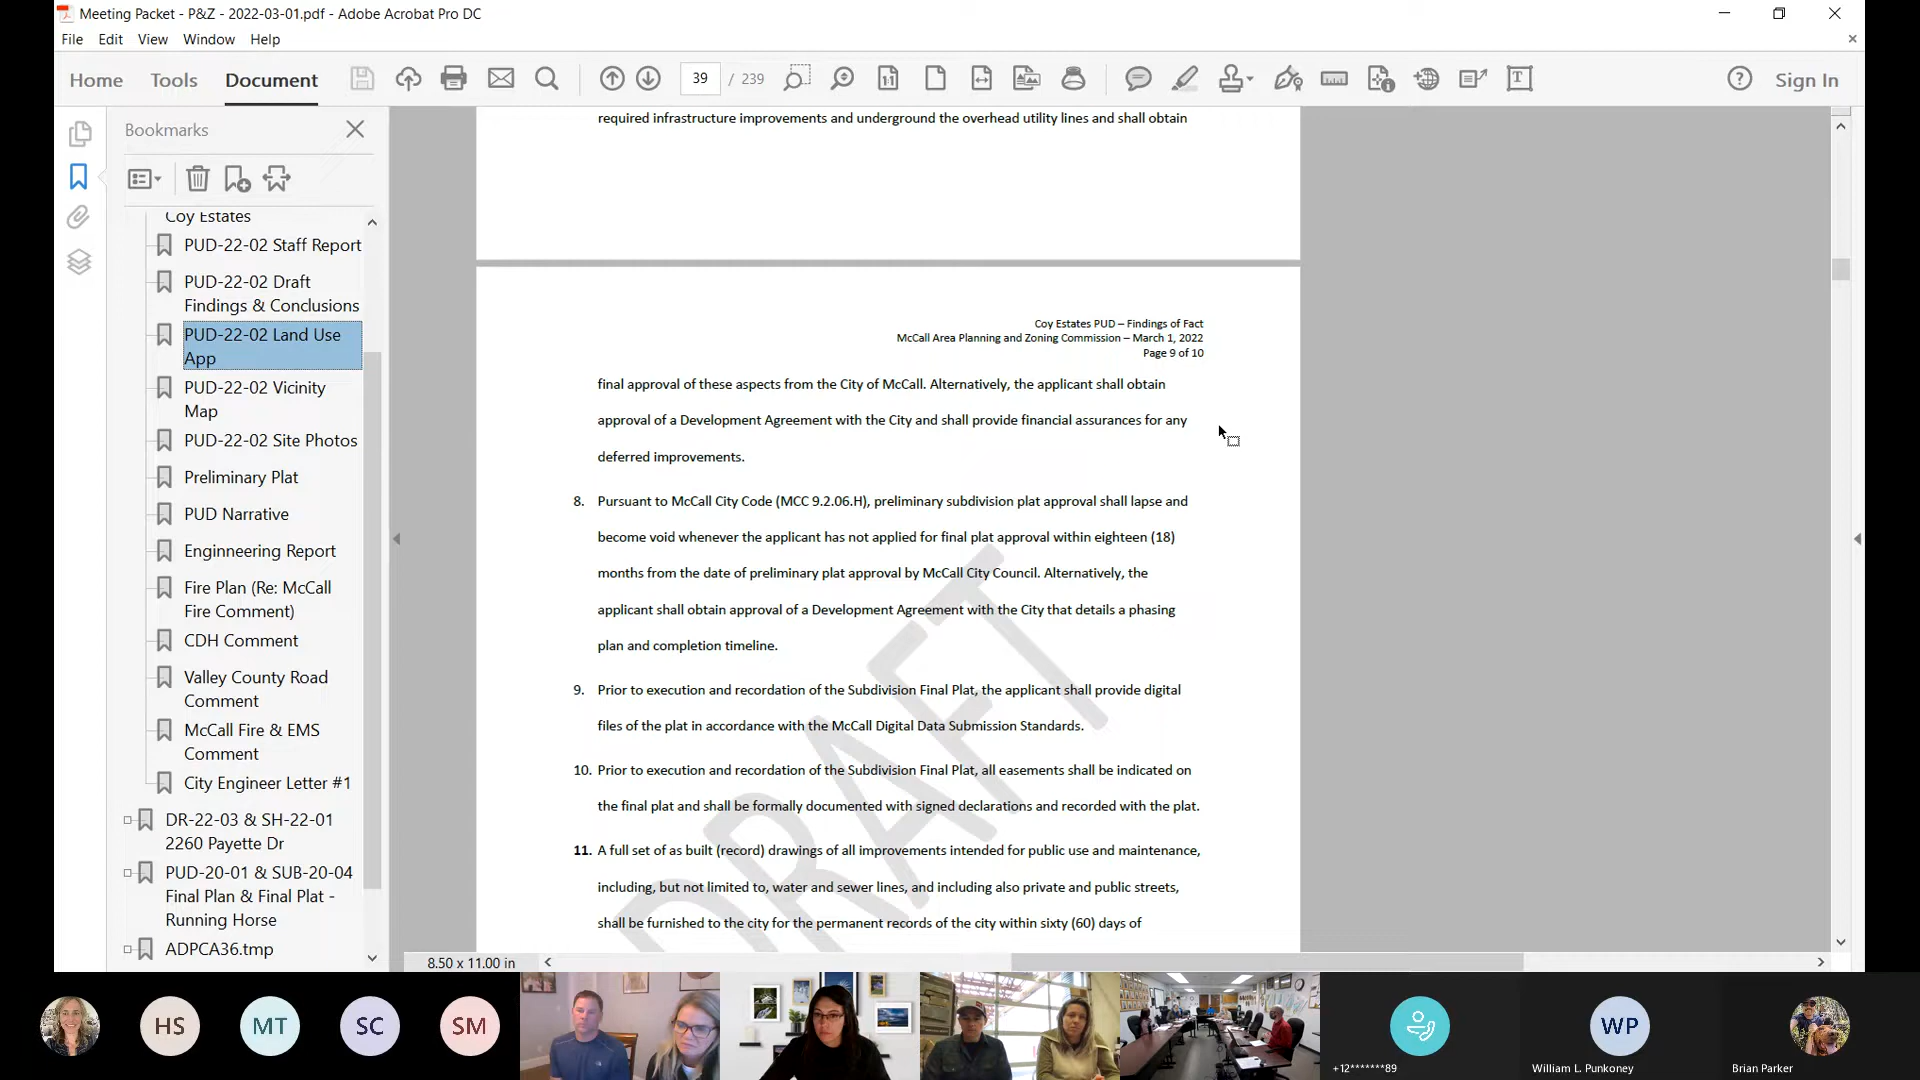 Meeting Packet - P&Z - 2022-03-01.pdf - Adobe Acrobat Pro DC
File Edit View Window Help
Home Tools Document 39 / 239 Sign In
Bookmarks
Coy Estates
PUD-22-02 Staff Report
PUD-22-02 Draft
Findings & Conclusions
PUD-22-02 Land Use
App
PUD-22-02 Vicinity
Map
PUD-22-02 Site Photos
Preliminary Plat
PUD Narrative
Enginneering Report
Fire Plan (Re: McCall
Fire Comment)
CDH Comment
Valley County Road
Comment
McCall Fire & EMS
Comment
City Engineer Letter #1
DR-22-03 & SH-22-01
2260 Payette Dr
PUD-20-01 & SUB-20-04
Final Plan & Final Plat -
Running Horse
ADPCA36.tmp
required infrastructure improvements and underground the overhead utility lines and shall obtain
Coy Estates PUD – Findings of Fact
McCall Area Planning and Zoning Commission – March 1, 2022
Page 9 of 10
final approval of these aspects from the City of McCall. Alternatively, the applicant shall obtain
approval of a Development Agreement with the City and shall provide financial assurances for any
deferred improvements.
8. Pursuant to McCall City Code (MCC 9.2.06.H), preliminary subdivision plat approval shall lapse and
become void whenever the applicant has not applied for final plat approval within eighteen (18)
months from the date of preliminary plat approval by McCall City Council. Alternatively, the
applicant shall obtain approval of a Development Agreement with the City that details a phasing
plan and completion timeline.
9. Prior to execution and recordation of the Subdivision Final Plat, the applicant shall provide digital
files of the plat in accordance with the McCall Digital Data Submission Standards.
10. Prior to execution and recordation of the Subdivision Final Plat, all easements shall be indicated on
the final plat and shall be formally documented with signed declarations and recorded with the plat.
11. A full set of as built (record) drawings of all improvements intended for public use and maintenance,
including, but not limited to, water and sewer lines, and including also private and public streets,
shall be furnished to the city for the permanent records of the city within sixty (60) days of
DRAFT
8.50 x 11.00 in
HS MT SC SM WP
+12*******89 William L. Punkoney Brian Parker